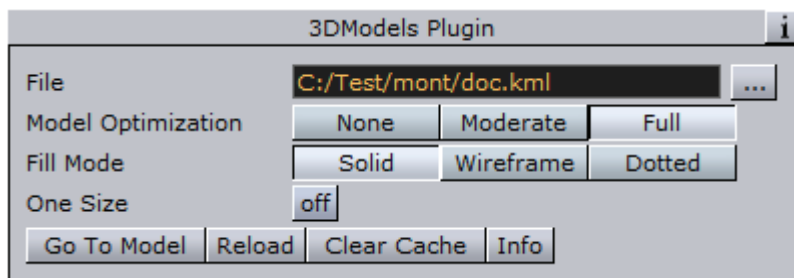 3DModels Plugin i
File C:/Test/mont/doc.kml ...
Model Optimization None Moderate Full
Fill Mode Solid Wireframe Dotted
One Size off
Go To Model Reload Clear Cache Info